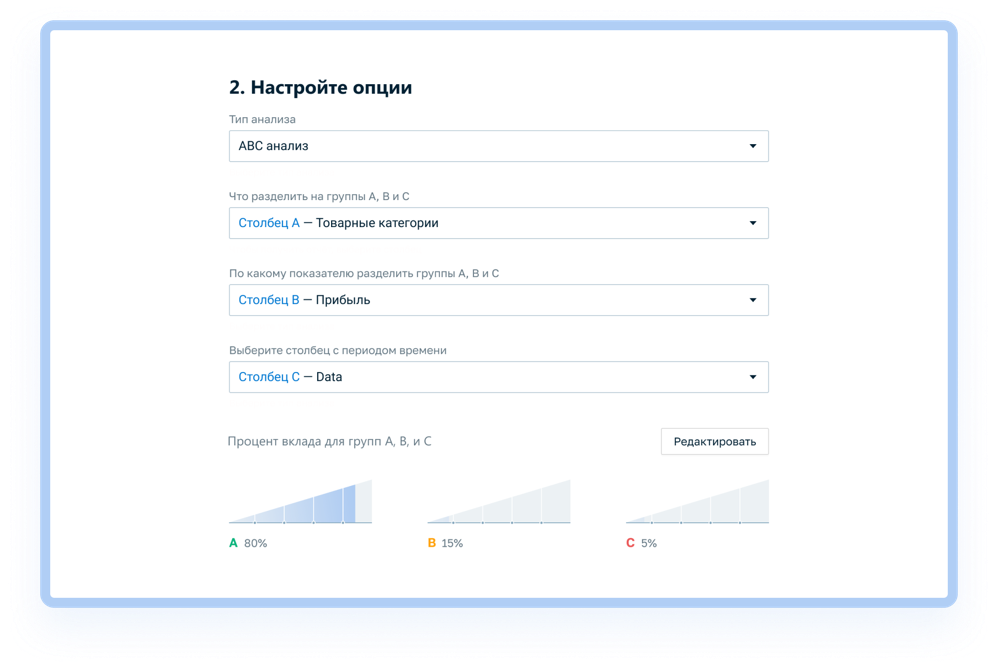 2. Настройте опции
Тип анализа
ABC анализ
Что разделить на группы A, B и C
Столбец A — Товарные категории
По какому показателю разделить группы A, B и C
Столбец B — Прибыль
Выберите столбец с периодом времени
Столбец C — Data
Процент вклада для групп A, B, и C
Редактировать
A 80%
B 15%
C 5%